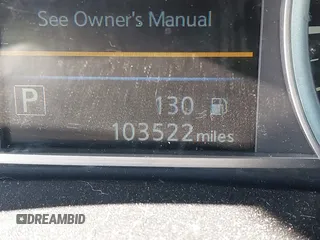 See Owner's Manual
P 130
103522 miles
DREAMBID